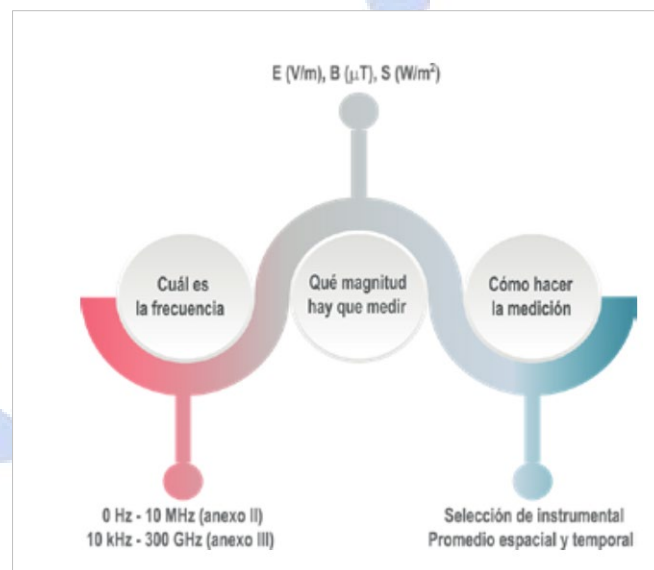 E (V/m), B (μT), S (W/m²)
Cuál es
la frecuencia
Qué magnitud
hay que medir
Cómo hacer
la medición
0 Hz - 10 MHz (anexo II)
10 kHz - 300 GHz (anexo III)
Selección de instrumental
Promedio espacial y temporal